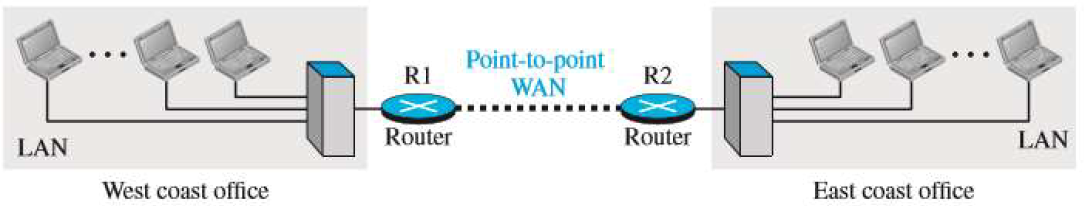 R1
Point-to-point
WAN
R2
Router
Router
LAN
LAN
West coast office
East coast office